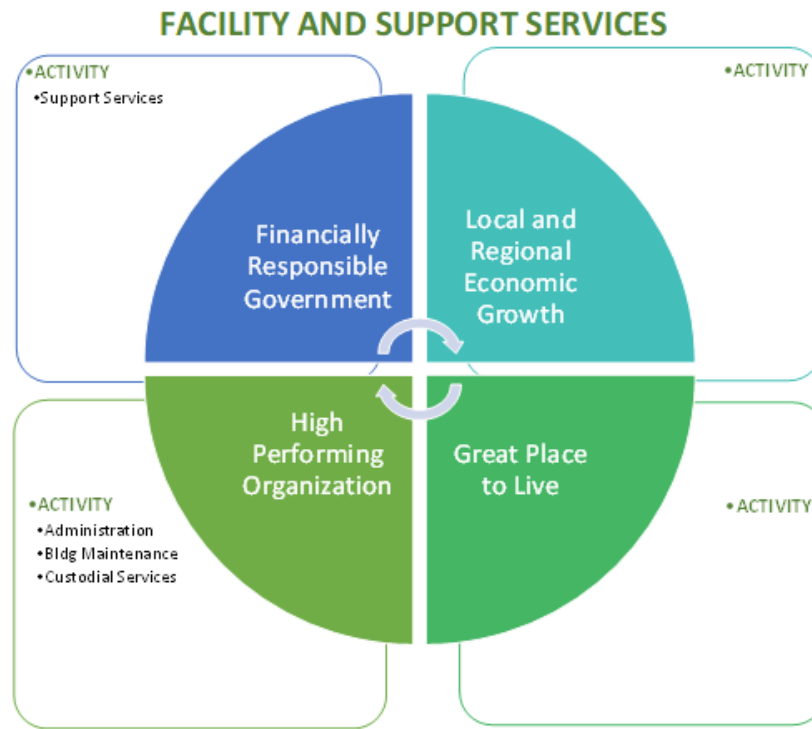 FACILITY AND SUPPORT SERVICES
•ACTIVITY
•Support Services
•ACTIVITY
Financially
Responsible
Government
Local and
Regional
Economic
Growth
High
Performing
Organization
Great Place
to Live
•ACTIVITY
•Administration
•Bldg Maintenance
•Custodial Services
•ACTIVITY